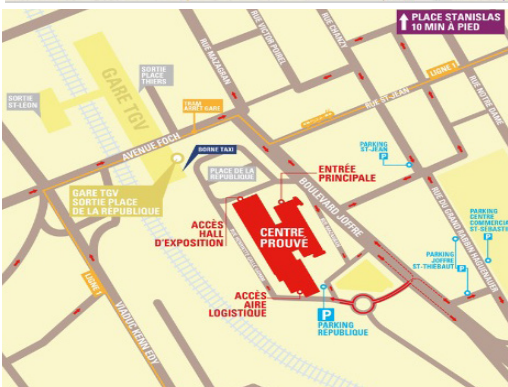 PLACE STANISLAS
10 MIN À PIED
RUE VICTOR POIREL
RUE CHANZY
RUE MAZAGRAN
LIGNE 1
RUE NOTRE DAME
SORTIE
PLACE
THIERS
GARE TGV
SORTIE
ST-LÉON
TRAM
ARRÊT GARE
RUE ST-JEAN
AVENUE FOCH
BORNE TAXI
PARKING
ST-JEAN
P
PLACE DE LA
RÉPUBLIQUE
ENTRÉE
PRINCIPALE
GARE TGV
SORTIE PLACE
DE LA RÉPUBLIQUE
BOULEVARD JOFFRE
RUE DU GRAND RABBIN HAGUENAUER
ACCÈS
HALL
D'EXPOSITION
CENTRE
PROUVÉ
PARKING
CENTRE
COMMERCIAL
ST-SÉBASTIEN
P
PARKING
JOFFRE
ST-THIÉBAUT
P
LIGNE 1
VIADUC KENNEDY
ACCÈS
AIRE
LOGISTIQUE
P
PARKING
RÉPUBLIQUE